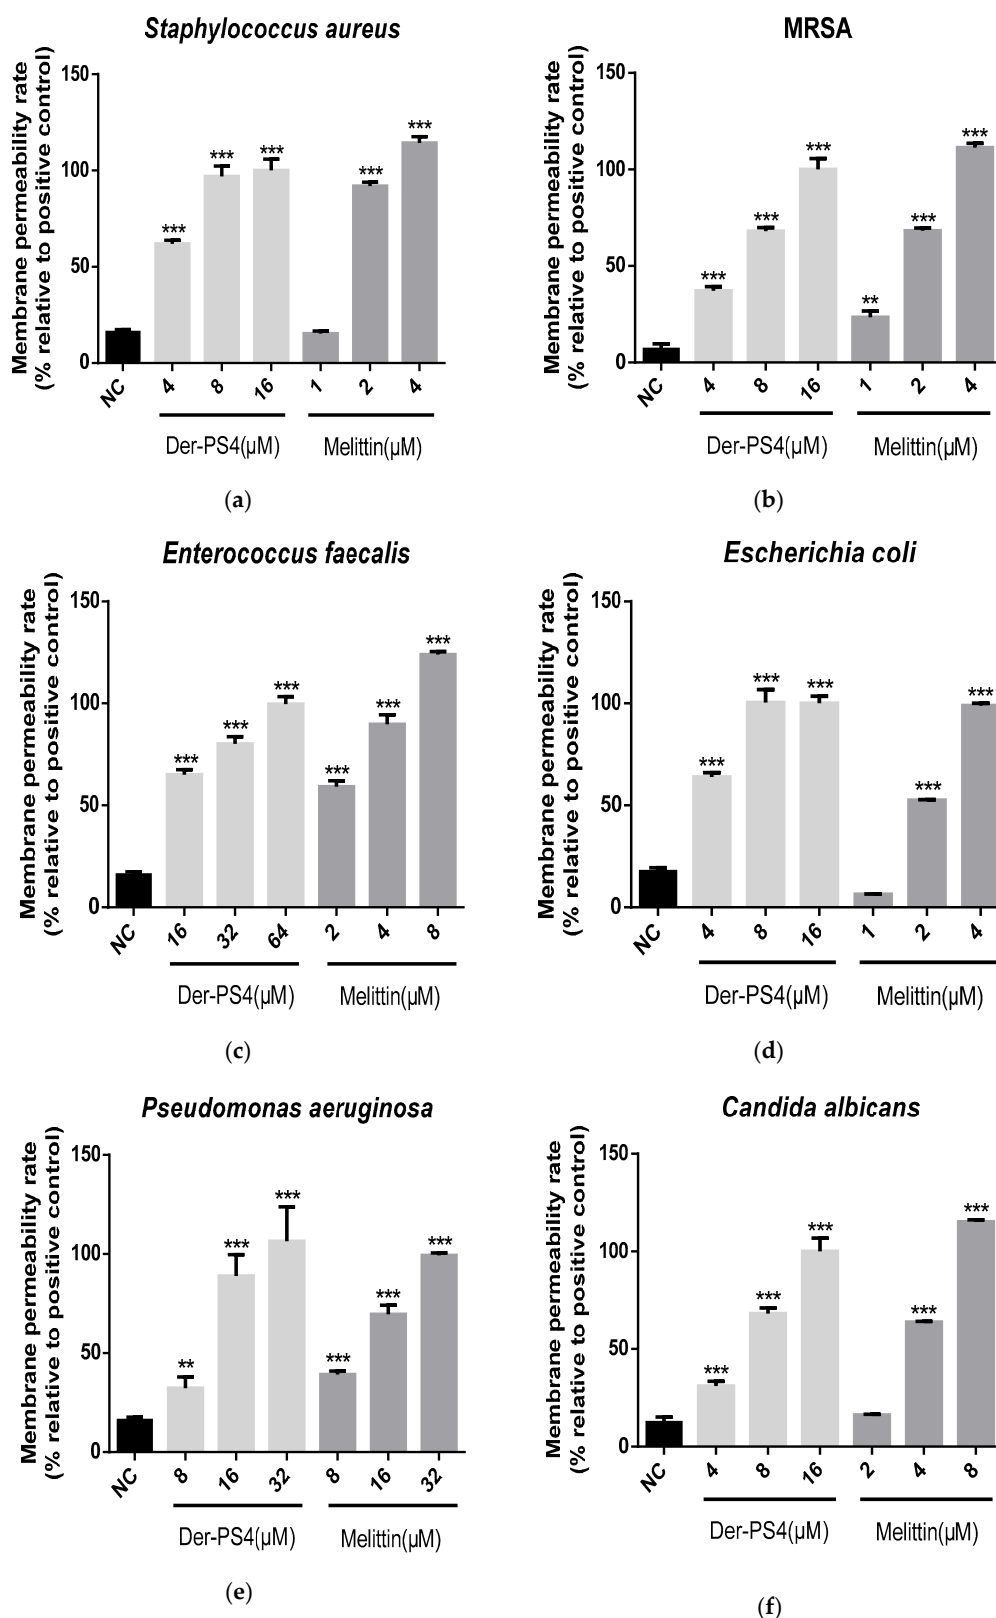 Staphylococcus aureus
Membrane permeability rate
(% relative to positive control)
150
100
50
0
***
***
***
***
***
NC
4
8
16
1
2
4
Der-PS4(μM)
Melittin(μM)
(a)
MRSA
Membrane permeability rate
(% relative to positive control)
150
100
50
0
***
***
***
**
***
***
NC
4
8
16
1
2
4
Der-PS4(μM)
Melittin(μM)
(b)
Enterococcus faecalis
Membrane permeability rate
(% relative to positive control)
150
100
50
0
***
***
***
***
***
***
NC
16
32
64
2
4
8
Der-PS4(μM)
Melittin(μM)
(c)
Escherichia coli
Membrane permeability rate
(% relative to positive control)
150
100
50
0
***
***
***
***
***
NC
4
8
16
1
2
4
Der-PS4(μM)
Melittin(μM)
(d)
Pseudomonas aeruginosa
Membrane permeability rate
(% relative to positive control)
150
100
50
0
**
***
***
***
***
***
NC
8
16
32
8
16
32
Der-PS4(μM)
Melittin(μM)
(e)
Candida albicans
Membrane permeability rate
(% relative to positive control)
150
100
50
0
***
***
***
***
***
NC
4
8
16
2
4
8
Der-PS4(μM)
Melittin(μM)
(f)